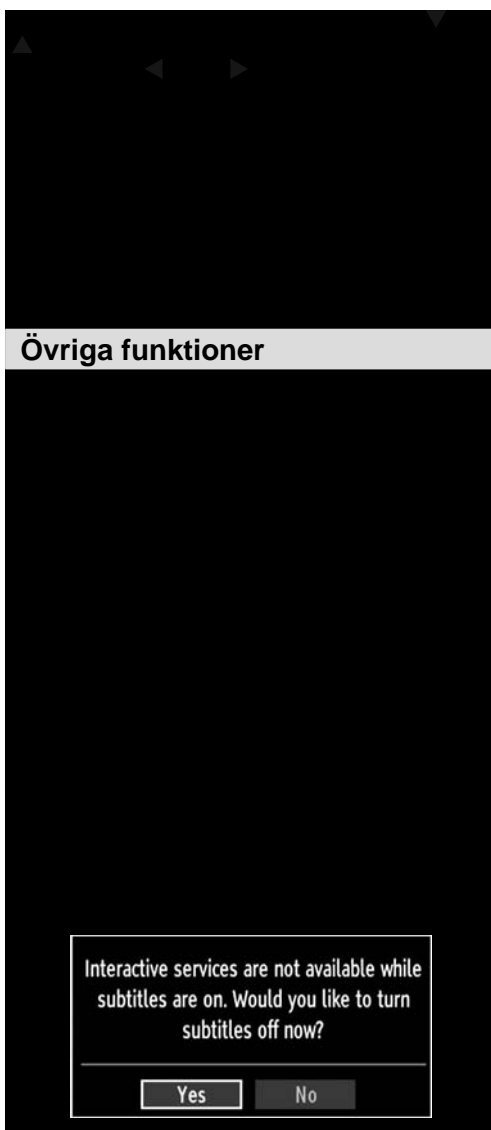 Övriga funktioner
Interactive services are not available while
subtitles are on. Would you like to turn
subtitles off now?
Yes No